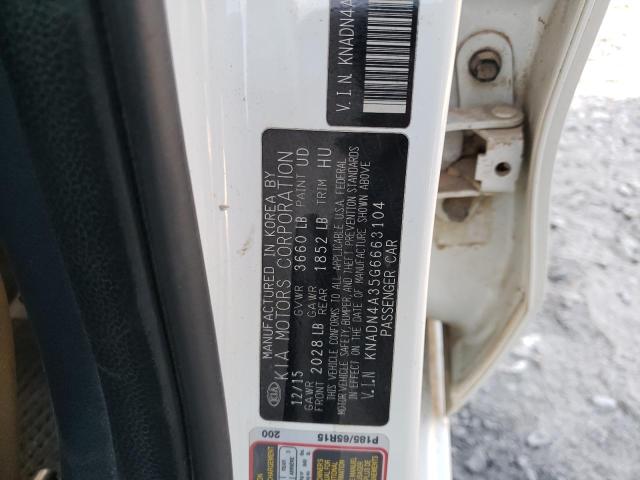 V.I.N KNADN4A
KIA
MANUFACTURED IN KOREA BY
KIA MOTORS CORPORATION
12/15 GVWR 3660 LB PAINT UD
GAWR FRONT 2028 LB GAWR REAR 1852 LB TRIM HU
THIS VEHICLE CONFORMS TO ALL APPLICABLE U.S.A. FEDERAL
MOTOR VEHICLE SAFETY, BUMPER, AND THEFT PREVENTION STANDARDS
IN EFFECT ON THE DATE OF MANUFACTURE SHOWN ABOVE
V.I.N KNADN4A35G6663104
PASSENGER CAR
P185/65R15
200